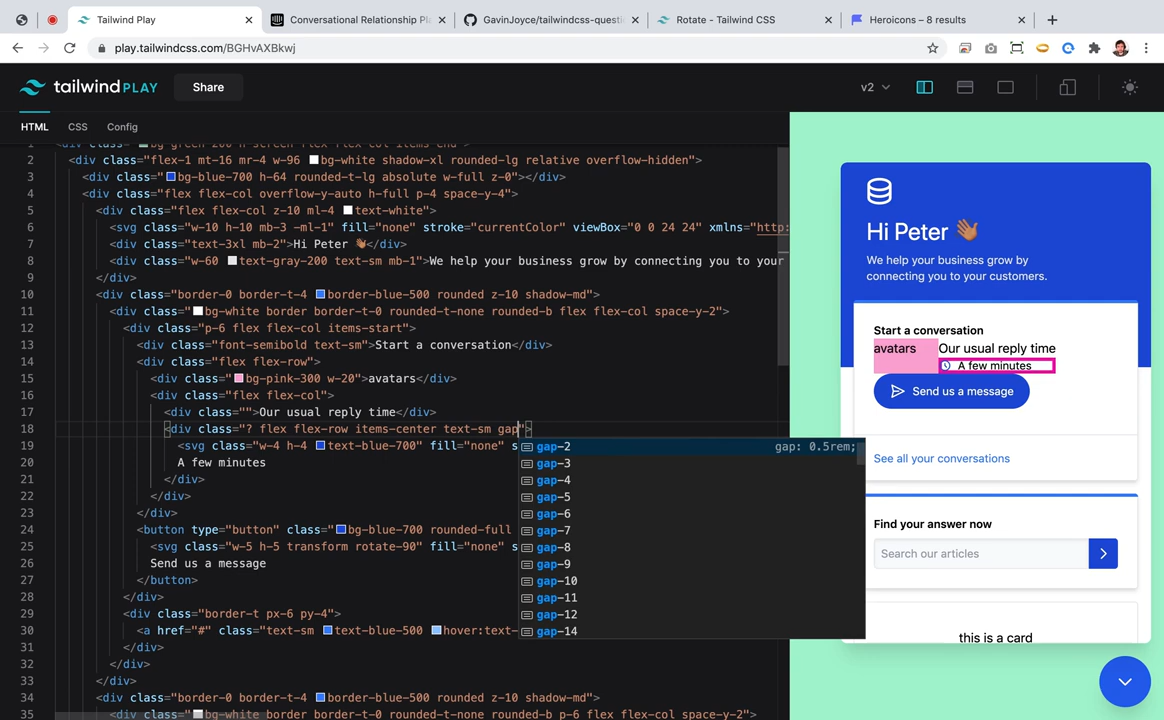 Tailwind Play
Conversational Relationship Pl
GavinJoyce/tailwindcss-questi
Rotate - Tailwind CSS
Heroicons – 8 results
play.tailwindcss.com/BGHvAXBkwj
tailwind PLAY
Share
v2
HTML
CSS
Config
2 <div class="flex-1 mt-16 mr-4 w-96 bg-white shadow-xl rounded-lg relative overflow-hidden">
3 <div class="bg-blue-700 h-64 rounded-t-lg absolute w-full z-0"></div>
4 <div class="flex flex-col overflow-y-auto h-full p-4 space-y-4">
5 <div class="flex flex-col z-10 ml-4 text-white">
6 <svg class="w-10 h-10 mb-3 -ml-1" fill="none" stroke="currentColor" viewBox="0 0 24 24" xmlns="http:
7 <div class="text-3xl mb-2">Hi Peter 👋🏽</div>
8 <div class="w-60 text-gray-200 text-sm mb-1">We help your business grow by connecting you to your
9 </div>
10 <div class="border-0 border-t-4 border-blue-500 rounded z-10 shadow-md">
11 <div class="bg-white border border-t-0 rounded-t-none rounded-b flex flex-col space-y-2">
12 <div class="p-6 flex flex-col items-start">
13 <div class="font-semibold text-sm">Start a conversation</div>
14 <div class="flex flex-row">
15 <div class="bg-pink-300 w-20">avatars</div>
16 <div class="flex flex-col">
17 <div class="">Our usual reply time</div>
18 <div class="? flex flex-row items-center text-sm gap">
19 <svg class="w-4 h-4 text-blue-700" fill="none" s
20 A few minutes
21 </div>
22 </div>
23 </div>
24 <button type="button" class="bg-blue-700 rounded-full
25 <svg class="w-5 h-5 transform rotate-90" fill="none" s
26 Send us a message
27 </button>
28 </div>
29 <div class="border-t px-6 py-4">
30 <a href="#" class="text-sm text-blue-500 hover:text-
31 </div>
32 </div>
33 </div>
34 <div class="border-0 border-t-4 border-blue-500 rounded z-10 shadow-md">
35 <div class="bg-white border border-t-0 rounded-t-none rounded-b p-6 flex flex-col space-y-2">
gap-2 gap: 0.5rem;
gap-3
gap-4
gap-5
gap-6
gap-7
gap-8
gap-9
gap-10
gap-11
gap-12
gap-14
Hi Peter 👋🏽
We help your business grow by
connecting you to your customers.
Start a conversation
avatars
Our usual reply time
A few minutes
Send us a message
See all your conversations
Find your answer now
Search our articles
this is a card